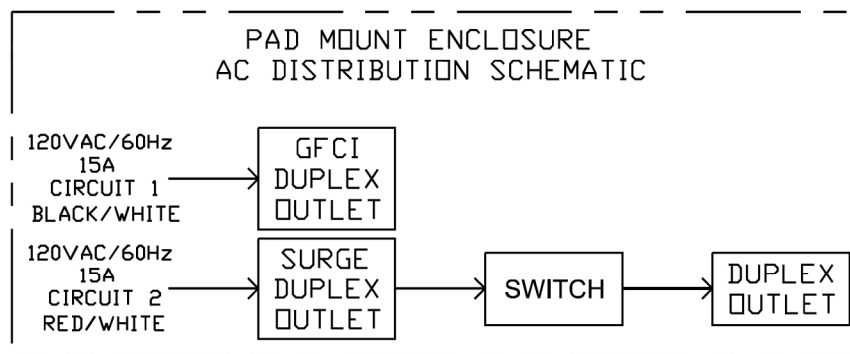 PAD MOUNT ENCLOSURE
AC DISTRIBUTION SCHEMATIC
120VAC/60Hz
15A
CIRCUIT 1
BLACK/WHITE
GFCI
DUPLEX
OUTLET
120VAC/60Hz
15A
CIRCUIT 2
RED/WHITE
SURGE
DUPLEX
OUTLET
SWITCH
DUPLEX
OUTLET